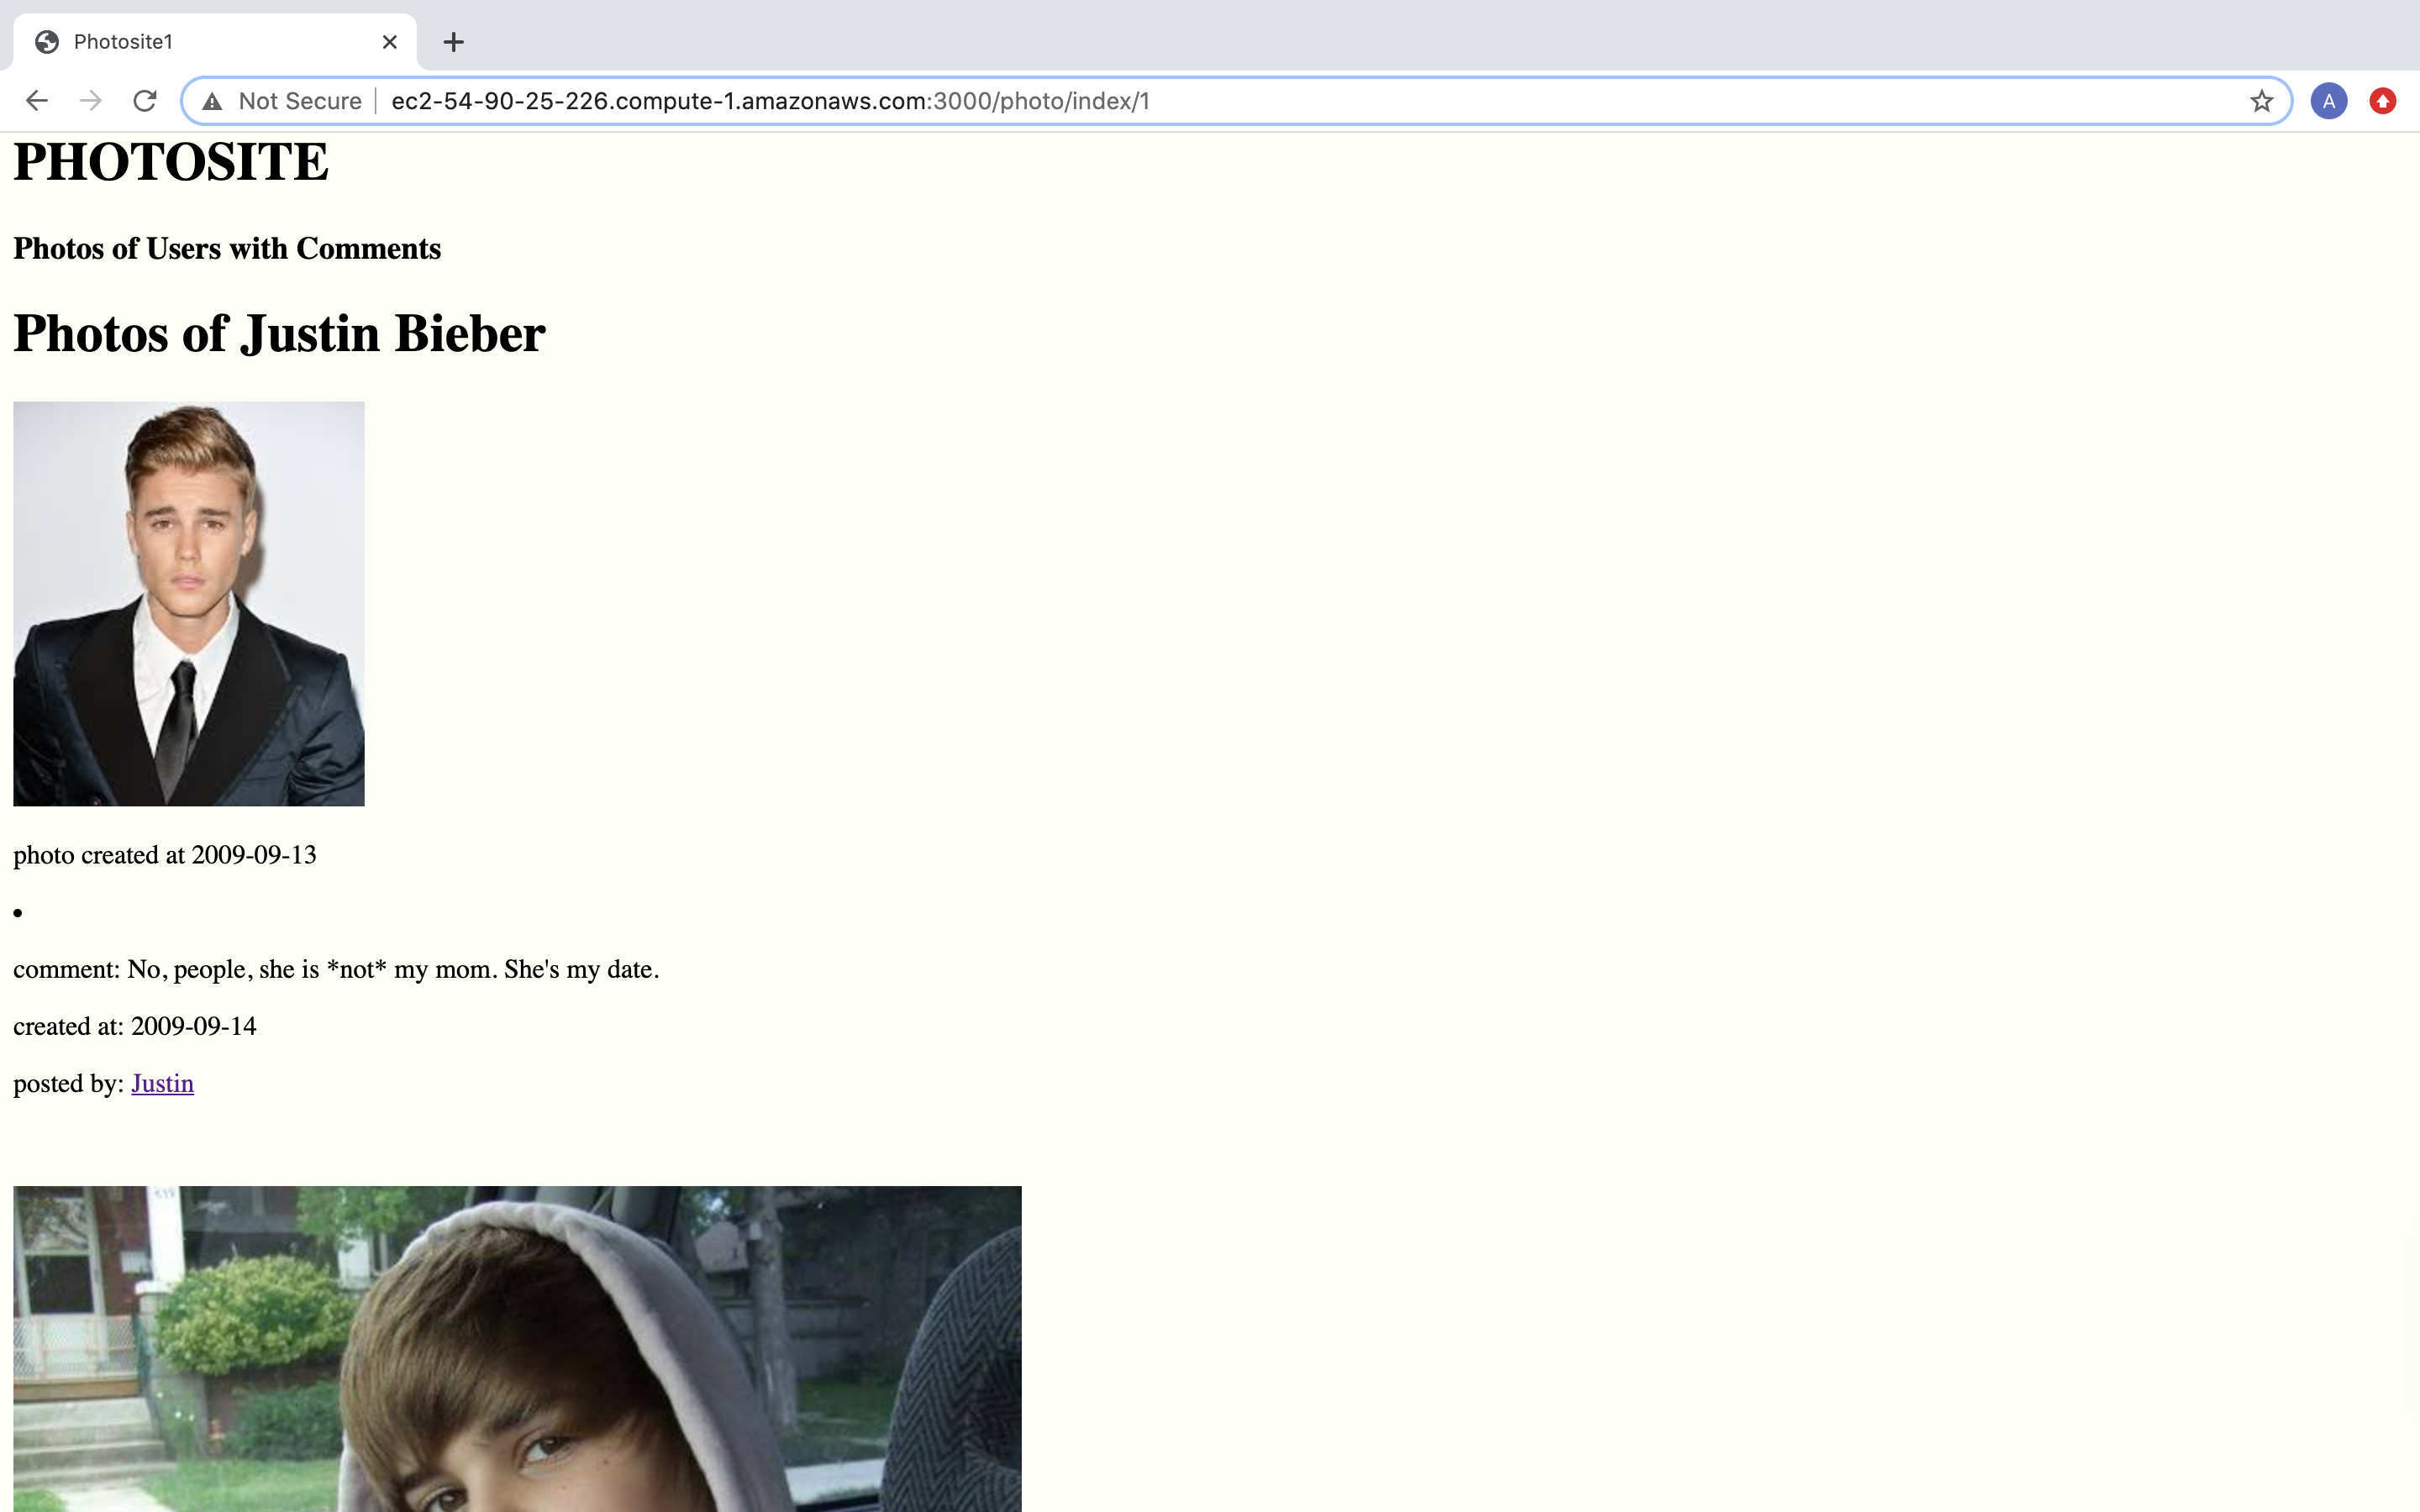 Photosite1
Not Secure ec2-54-90-25-226.compute-1.amazonaws.com:3000/photo/index/1
A
PHOTOSITE
Photos of Users with Comments
Photos of Justin Bieber
photo created at 2009-09-13
comment: No, people, she is *not* my mom. She's my date.
created at: 2009-09-14
posted by: Justin